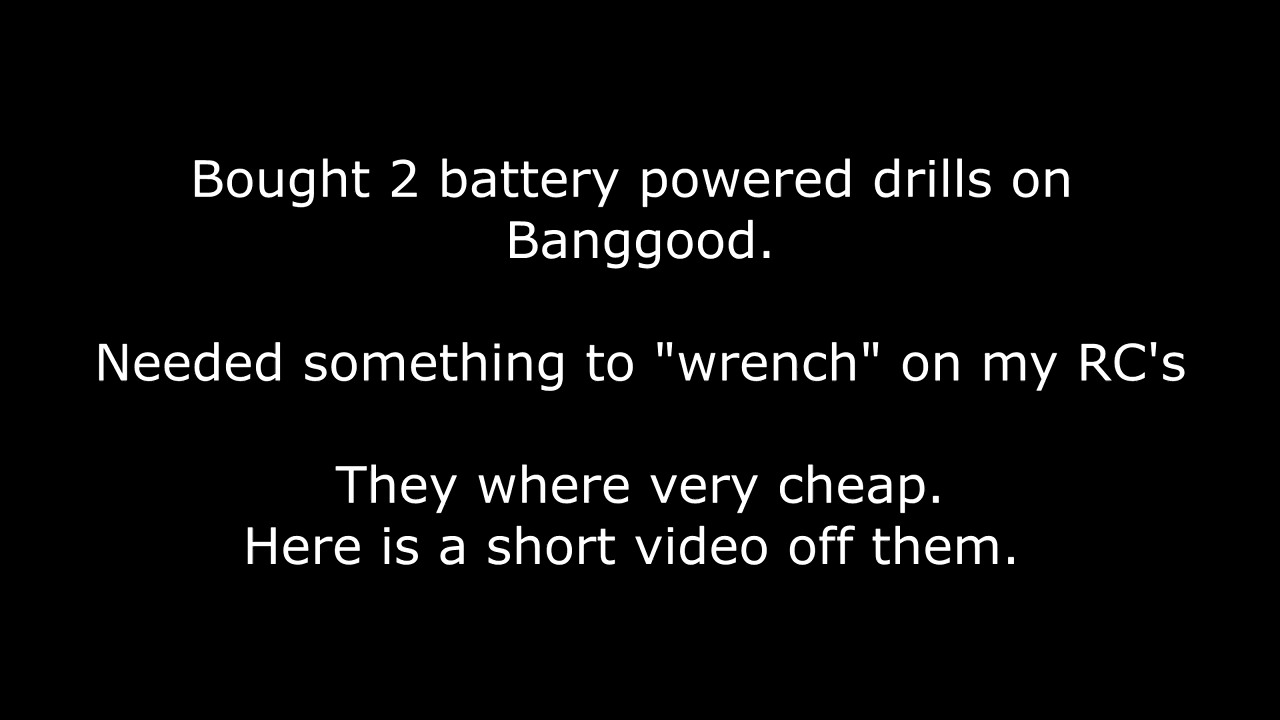 Bought 2 battery powered drills on
Banggood.
Needed something to "wrench" on my RC's
They where very cheap.
Here is a short video off them.